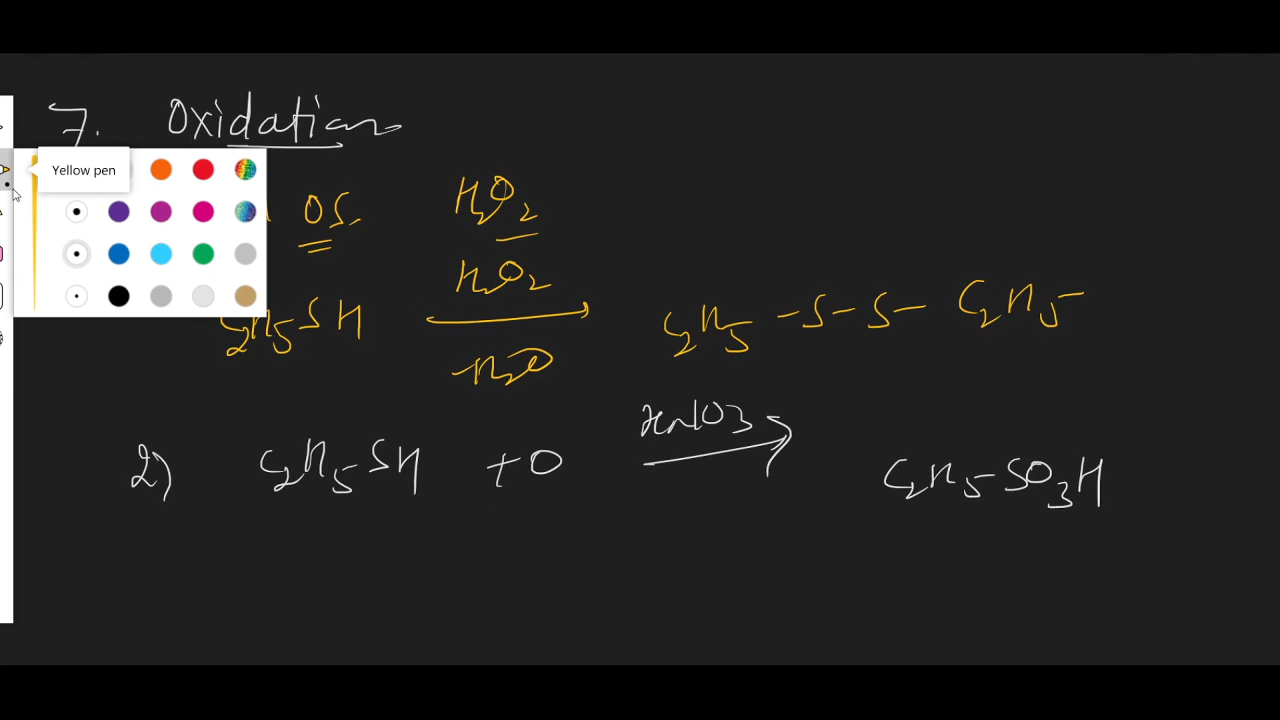 7. Oxidation
Yellow pen
OS. H2O2
H2O2
C2H5SH → C2H5-S-S-C2H5
-H2O
HNO3
2) C2H5SH + O → C2H5-SO3H